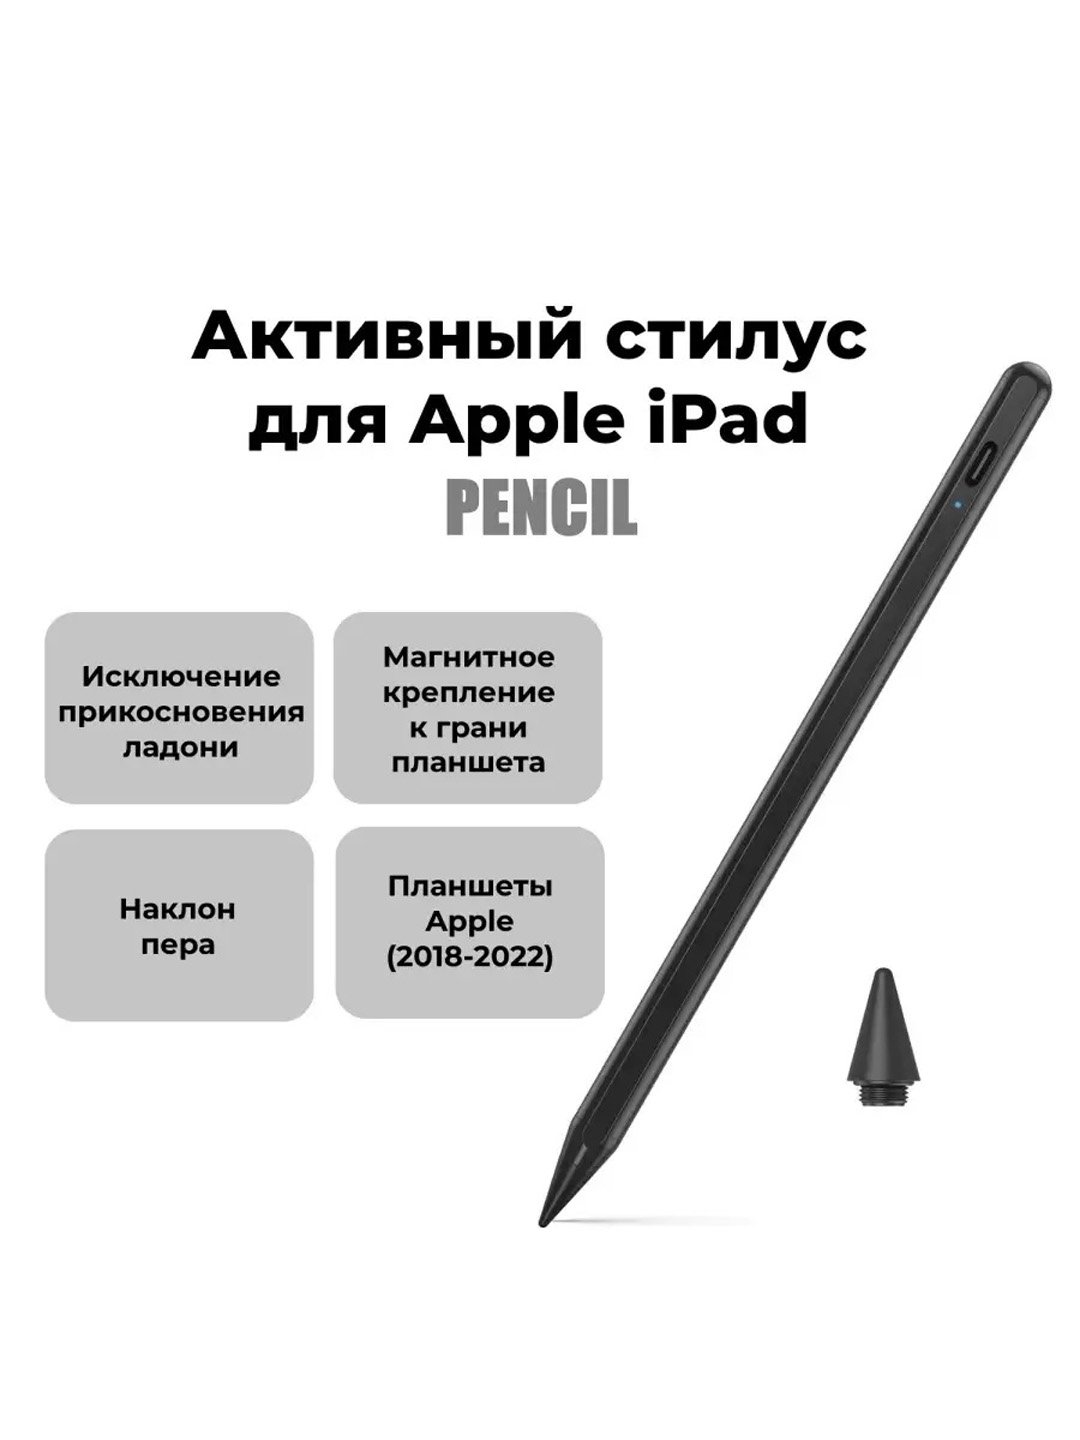 Активный стилус
для Apple iPad
PENCIL
Исключение
прикосновения
ладони
Магнитное
крепление
к грани
планшета
Наклон
пера
Планшеты
Apple
(2018-2022)